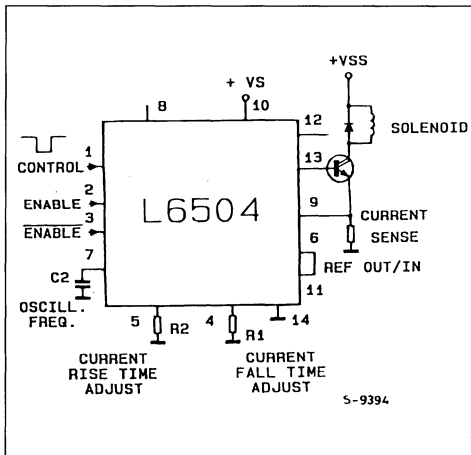 +VSS
+ VS
8
10
12
SOLENOID
1
CONTROL
13
2
ENABLE
L6504
9
CURRENT
3
ENABLE
6
SENSE
7
C2
REF OUT/IN
11
OSCILL.
FREQ.
5
R2
4
R1
14
CURRENT
RISE TIME
ADJUST
CURRENT
FALL TIME
ADJUST
S-9394